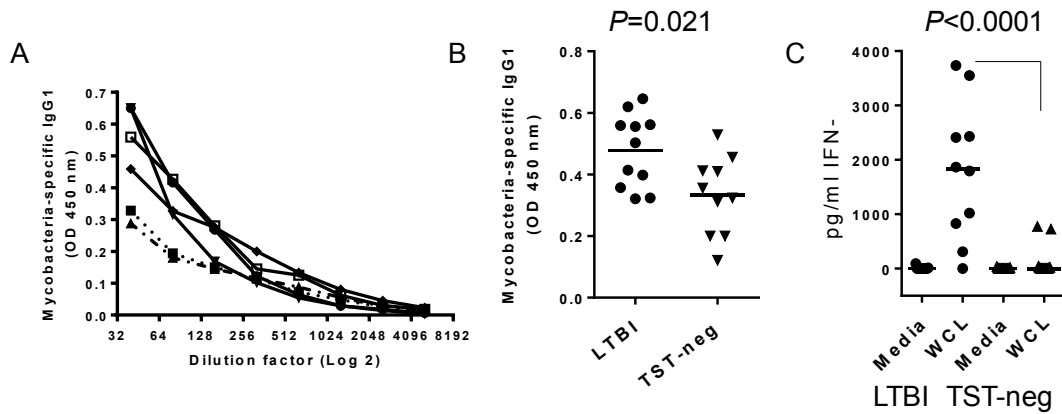 A
Mycobacteria-specific IgG1
(OD 450 nm)
0.7
0.6
0.5
0.4
0.3
0.2
0.1
0.0
32 64 128 256 512 1024 2048 4096 8192
Dilution factor (Log 2)
B
P=0.021
Mycobacteria-specific IgG1
(OD 450 nm)
0.8
0.6
0.4
0.2
0.0
LTBI
TST-neg
C
P<0.0001
pg/ml IFN-
4000
3000
2000
1000
0
Media
WCL
Media
WCL
LTBI TST-neg